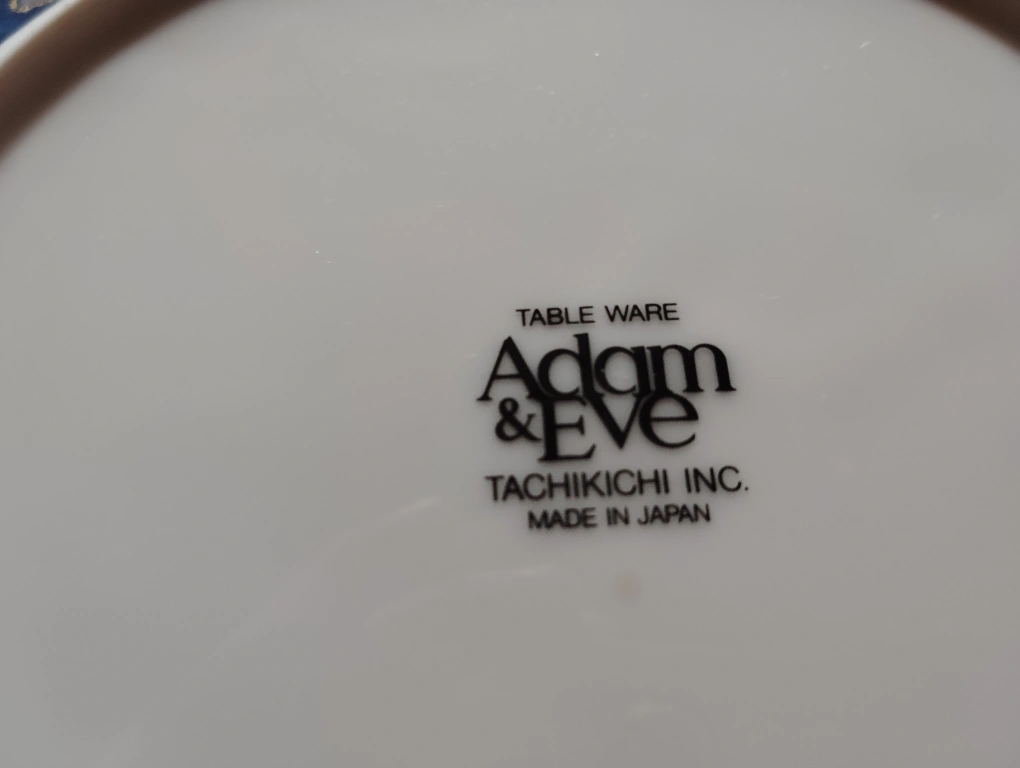 TABLE WARE
Adam
& Eve
TACHIKICHI INC.
MADE IN JAPAN